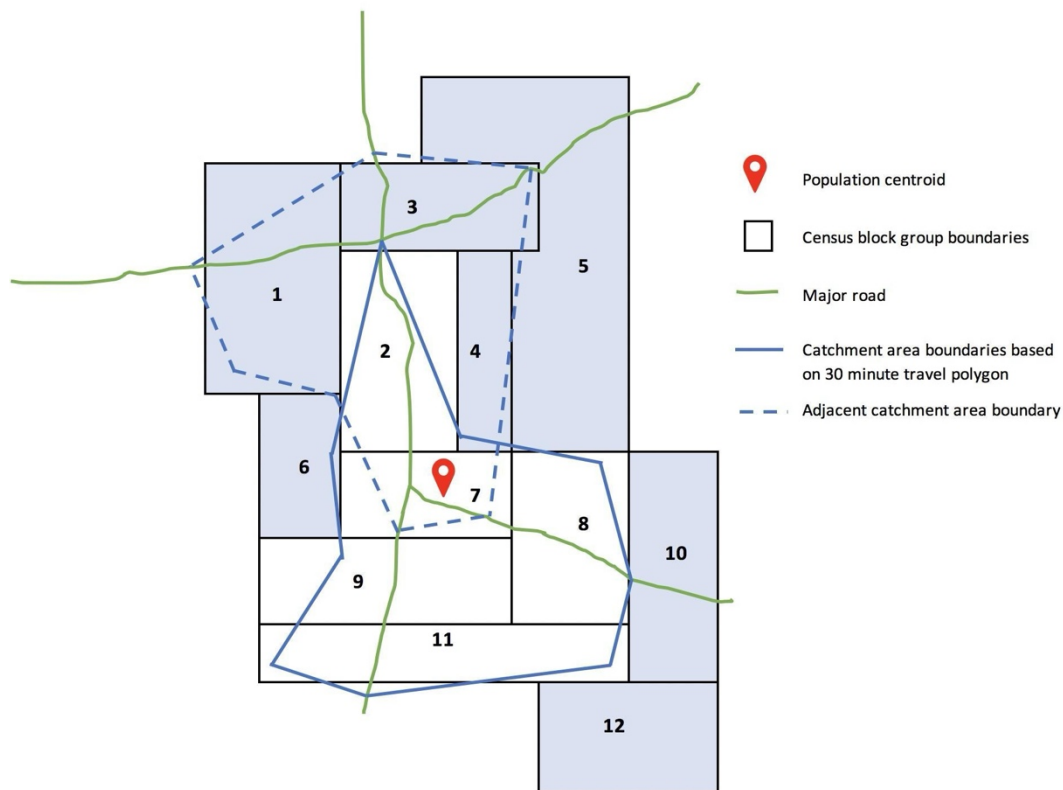 Population centroid
3
Census block group boundaries
5
1
Major road
2
4
Catchment area boundaries based
on 30 minute travel polygon
Adjacent catchment area boundary
6
7
8
10
9
11
12